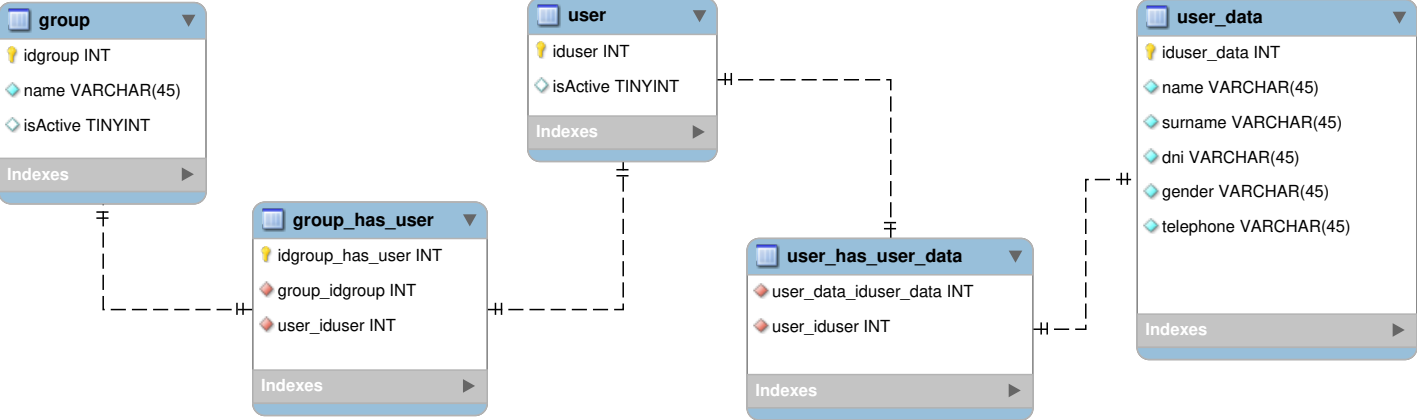 group
idgroup INT
name VARCHAR(45)
isActive TINYINT
Indexes
group_has_user
idgroup_has_user INT
group_idgroup INT
user_iduser INT
Indexes
user
iduser INT
isActive TINYINT
Indexes
user_has_user_data
user_data_iduser_data INT
user_iduser INT
Indexes
user_data
iduser_data INT
name VARCHAR(45)
surname VARCHAR(45)
dni VARCHAR(45)
gender VARCHAR(45)
telephone VARCHAR(45)
Indexes